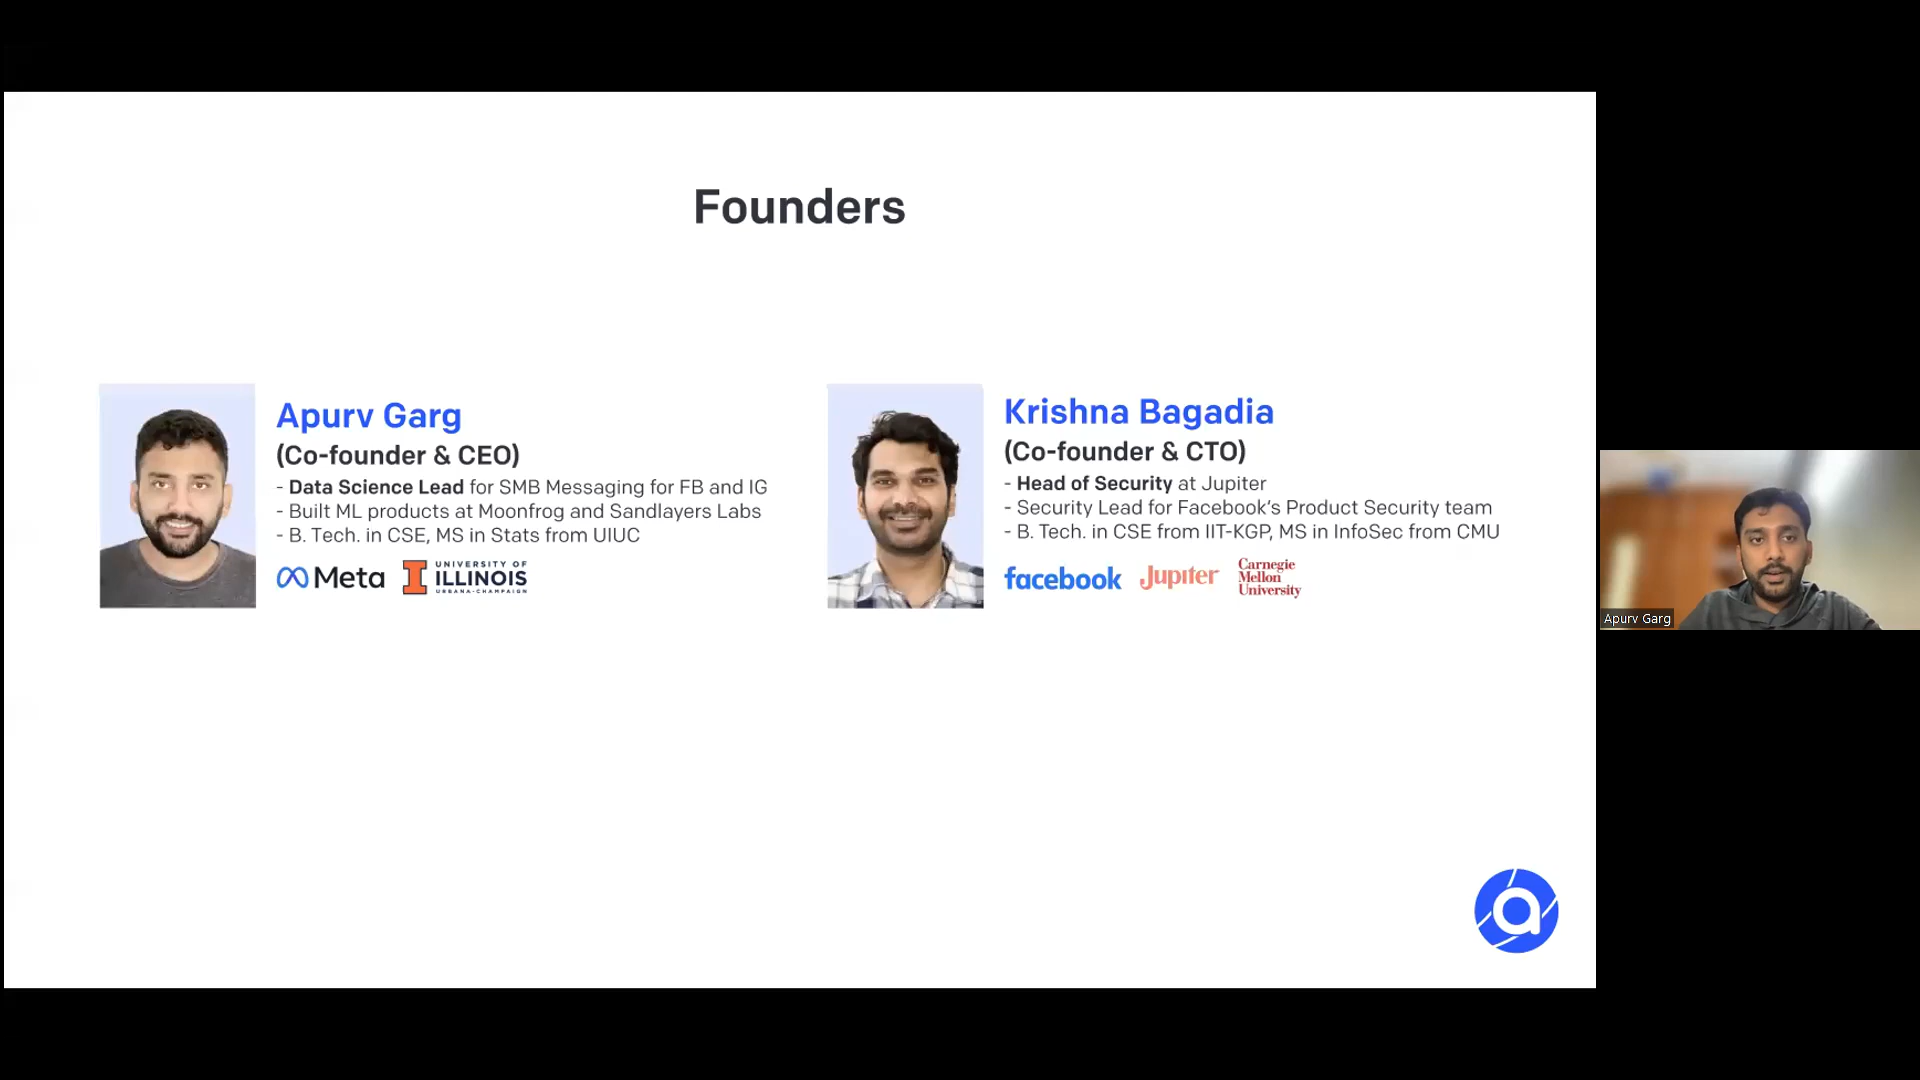 Founders
Apurv Garg
(Co-founder & CEO)
- Data Science Lead for SMB Messaging for FB and IG
- Built ML products at Moonfrog and Sandlayers Labs
- B. Tech. in CSE, MS in Stats from UIUC
Meta
UNIVERSITY OF
ILLINOIS
URBANA-CHAMPAIGN
Krishna Bagadia
(Co-founder & CTO)
- Head of Security at Jupiter
- Security Lead for Facebook’s Product Security team
- B. Tech. in CSE from IIT-KGP, MS in InfoSec from CMU
facebook
Jupiter
Carnegie
Mellon
University
a
Apurv Garg